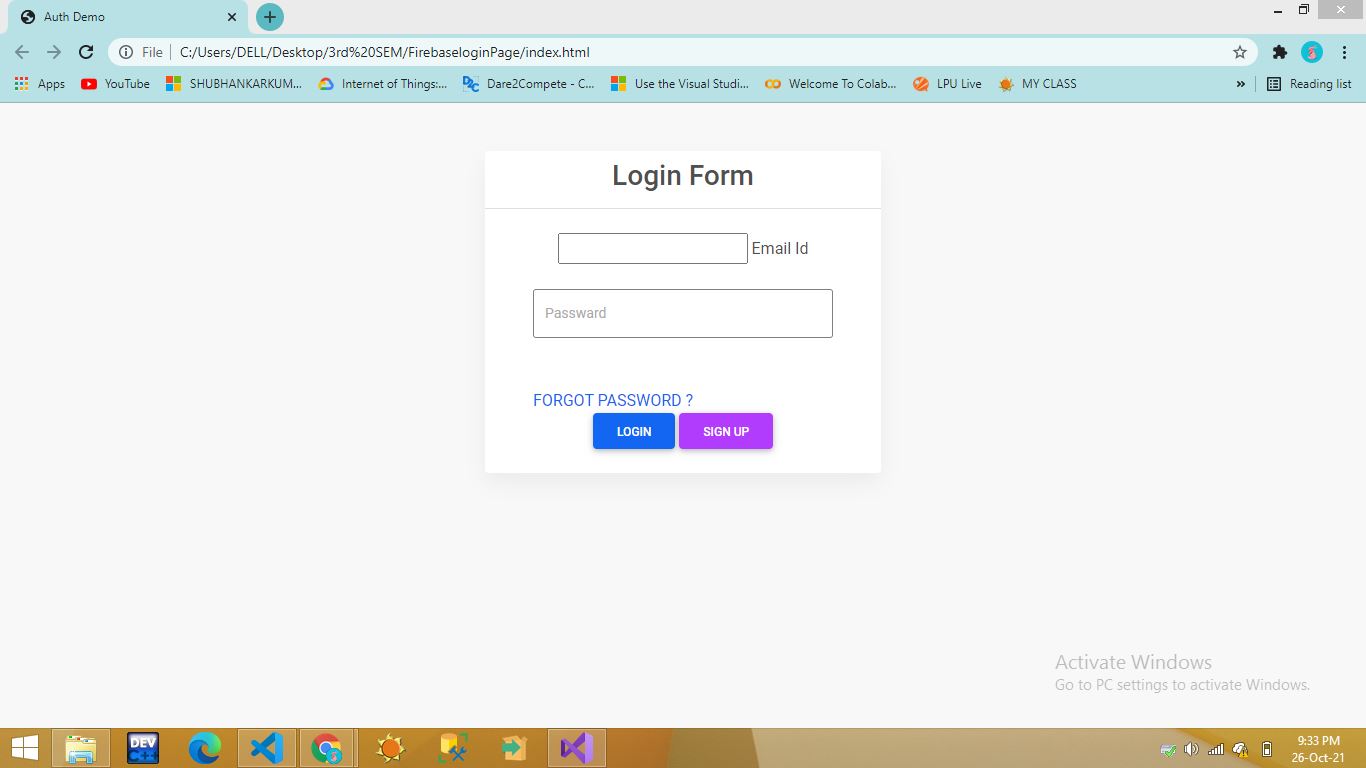 Auth Demo
File C:/Users/DELL/Desktop/3rd%20SEM/FirebaseloginPage/index.html
Apps YouTube SHUBHANKARKUM... Internet of Things:... Dare2Compete - C... Use the Visual Studi... Welcome To Colab... LPU Live MY CLASS » Reading list
Login Form
Email Id
Passward
FORGOT PASSWORD ?
LOGIN SIGN UP
Activate Windows
Go to PC settings to activate Windows.
DEV
C++
9:33 PM
26-Oct-21